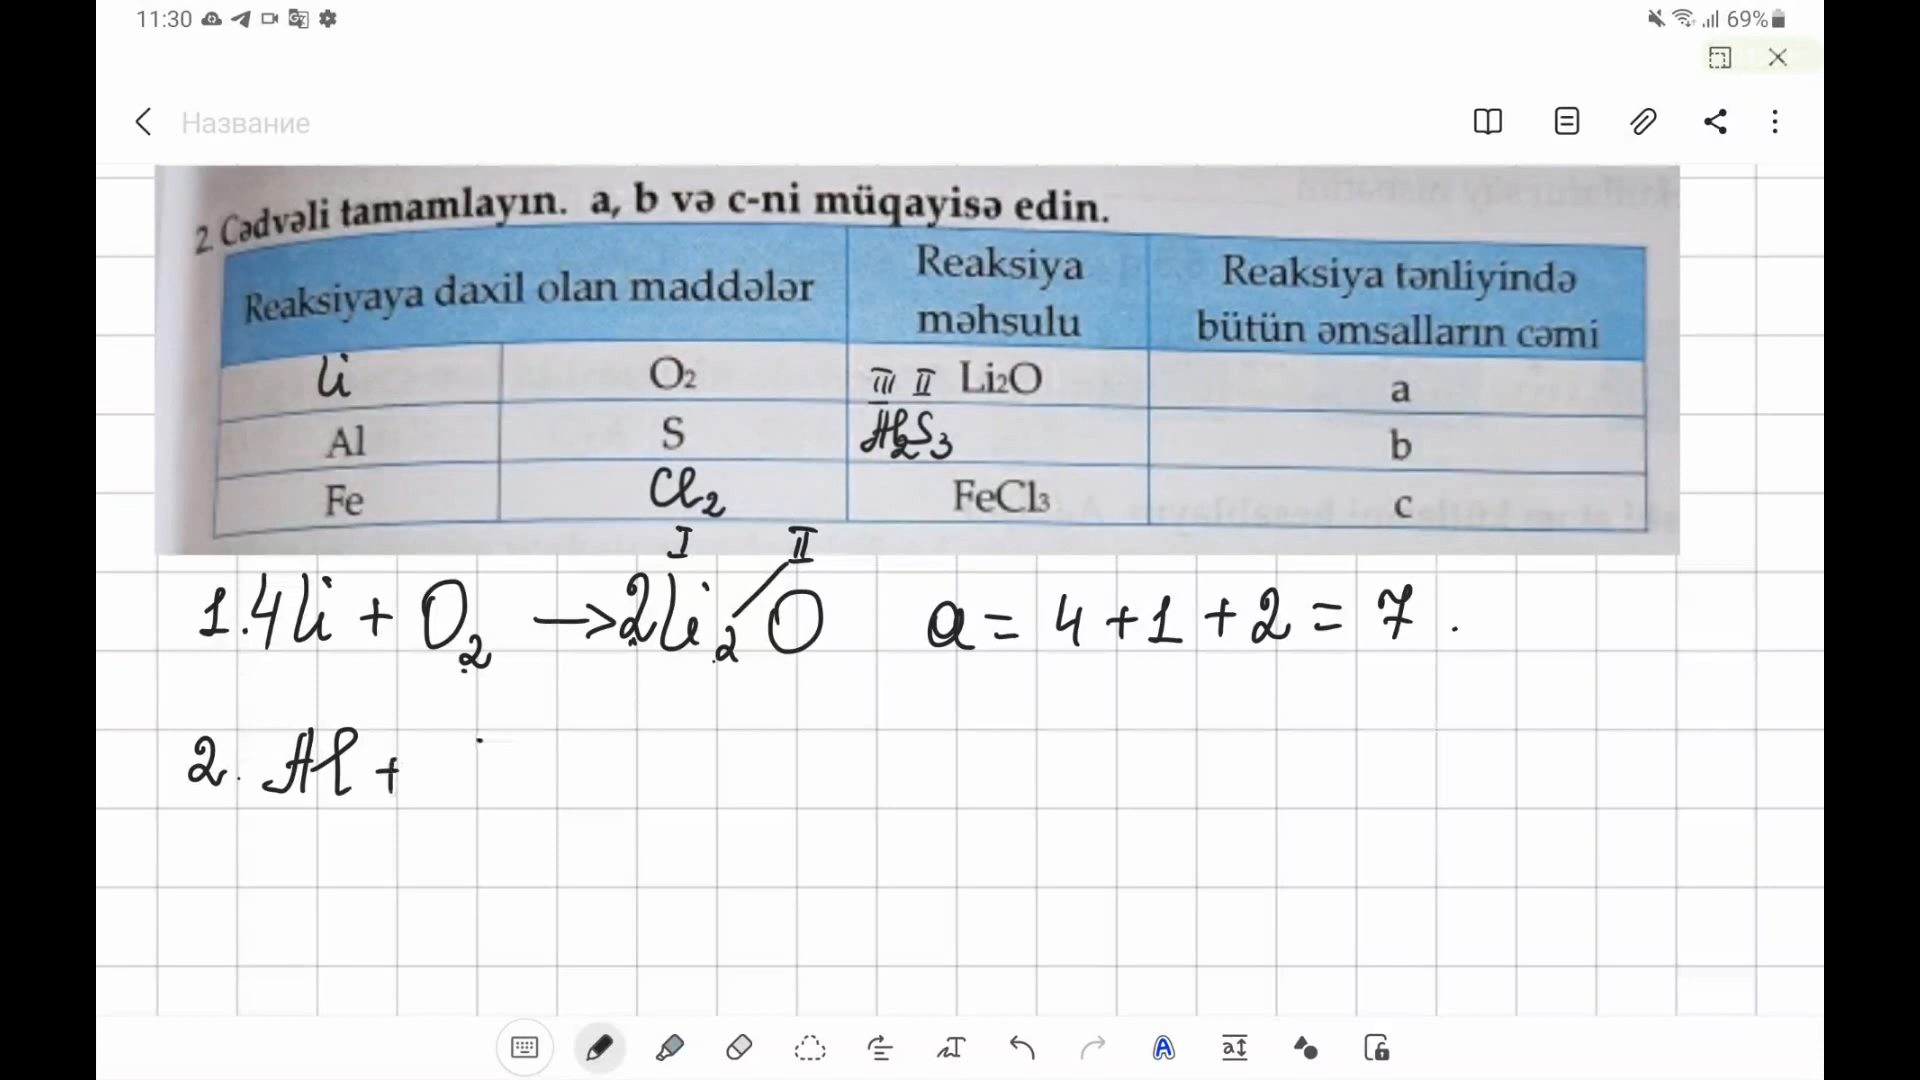 11:30 69%
Название
2. Cədvəli tamamlayın. a, b və c-ni müqayisə edin.
Reaksiyaya daxil olan maddələr
Reaksiya
məhsulu
Reaksiya tənliyində
bütün əmsalların cəmi
Li O2 III II Li2O a
Al S Al2S3 b
Fe Cl2 FeCl3 c
I II
1. 4Li + O2 → 2Li2O a = 4 + 1 + 2 = 7.
2. Al +